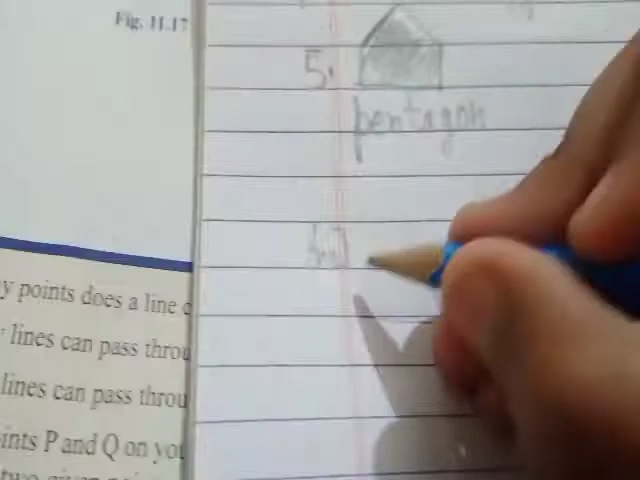 Fig. 11.17
5.
pentagon
y points does a line
lines can pass throu
lines can pass throu
ints P and Q on you